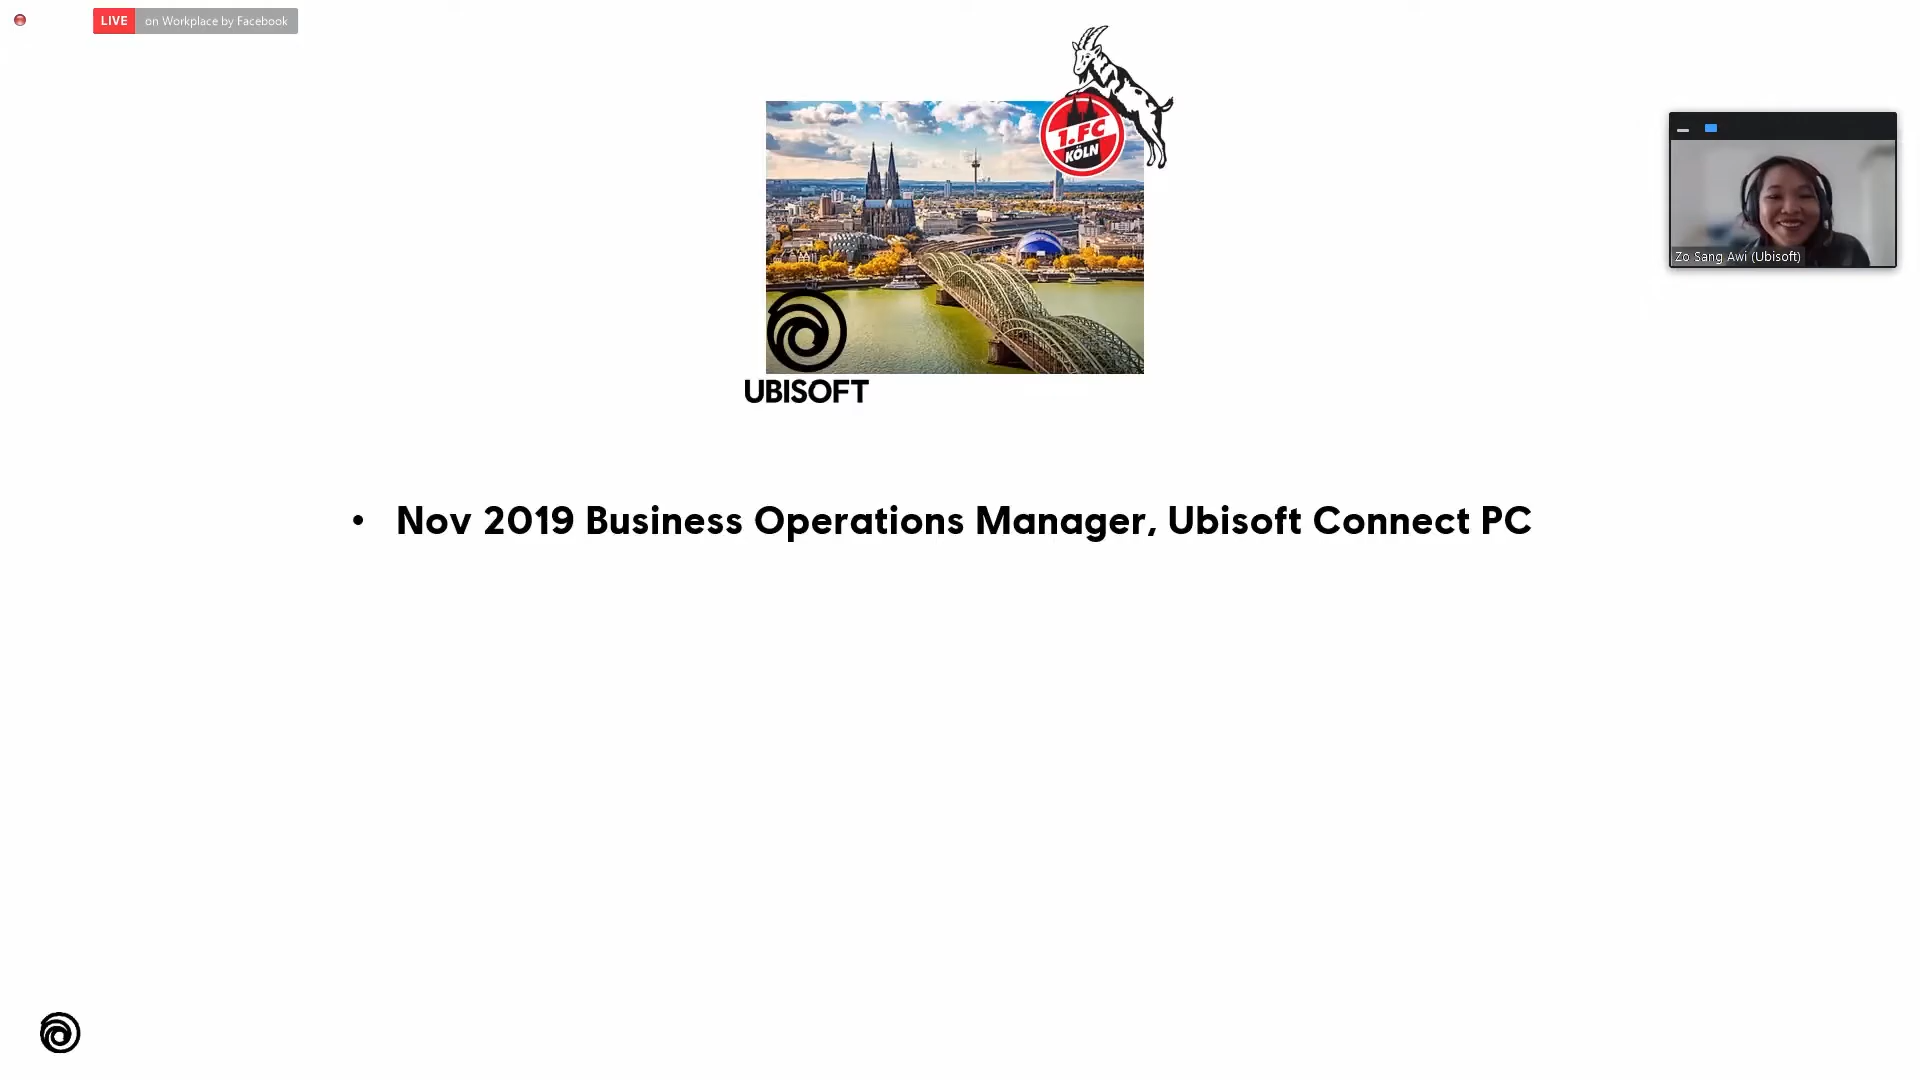 LIVE on Workplace by Facebook
1.FC
KÖLN
Zo Sang Awi (Ubisoft)
UBISOFT
• Nov 2019 Business Operations Manager, Ubisoft Connect PC